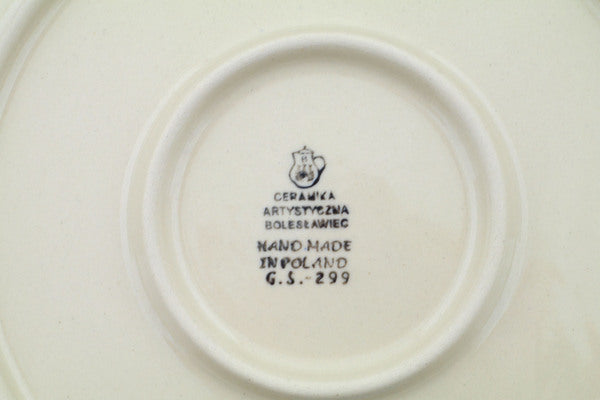 CERAMIKA
ARTYSTYCZNA
BOLESŁAWIEC
HAND MADE
IN POLAND
G.S.-299